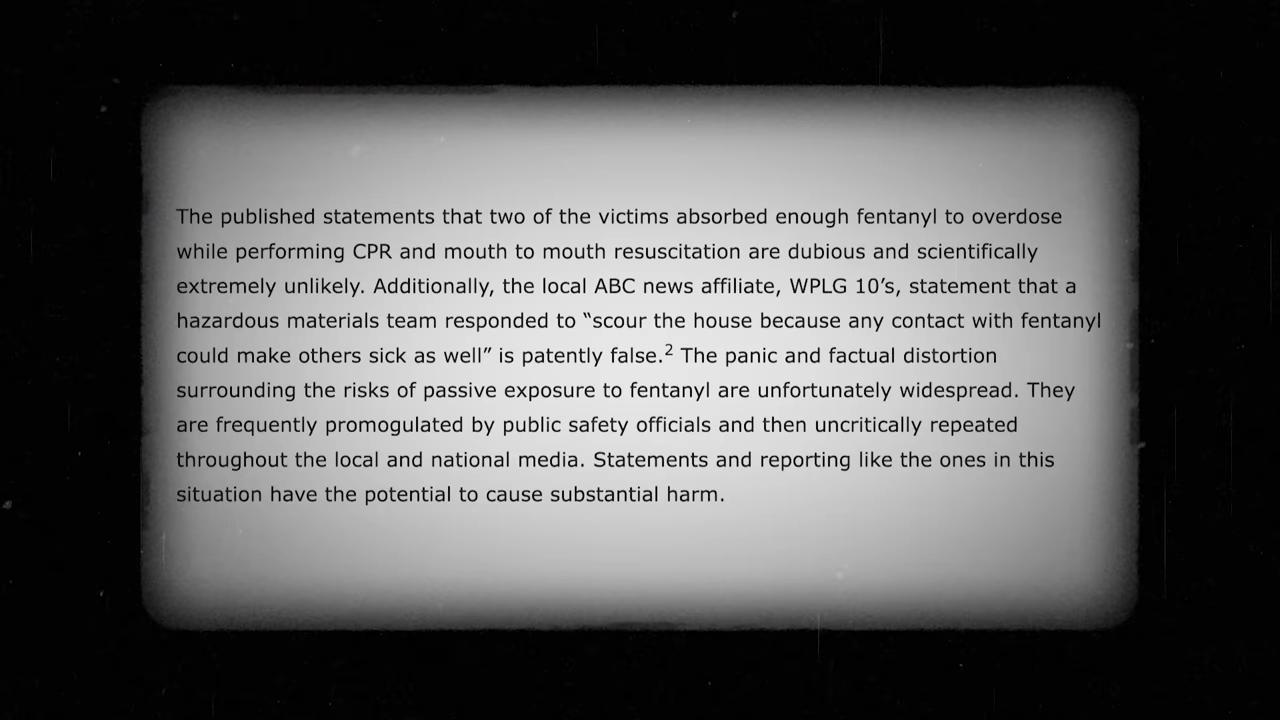 The published statements that two of the victims absorbed enough fentanyl to overdose
while performing CPR and mouth to mouth resuscitation are dubious and scientifically
extremely unlikely. Additionally, the local ABC news affiliate, WPLG 10’s, statement that a
hazardous materials team responded to “scour the house because any contact with fentanyl
could make others sick as well” is patently false.2 The panic and factual distortion
surrounding the risks of passive exposure to fentanyl are unfortunately widespread. They
are frequently promogulated by public safety officials and then uncritically repeated
throughout the local and national media. Statements and reporting like the ones in this
situation have the potential to cause substantial harm.